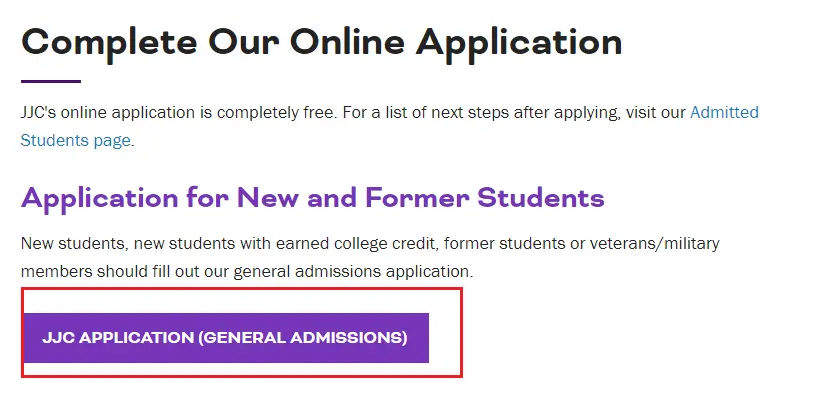 Complete Our Online Application
JJC's online application is completely free. For a list of next steps after applying, visit our Admitted
Students page.
Application for New and Former Students
New students, new students with earned college credit, former students or veterans/military
members should fill out our general admissions application.
JJC APPLICATION (GENERAL ADMISSIONS)